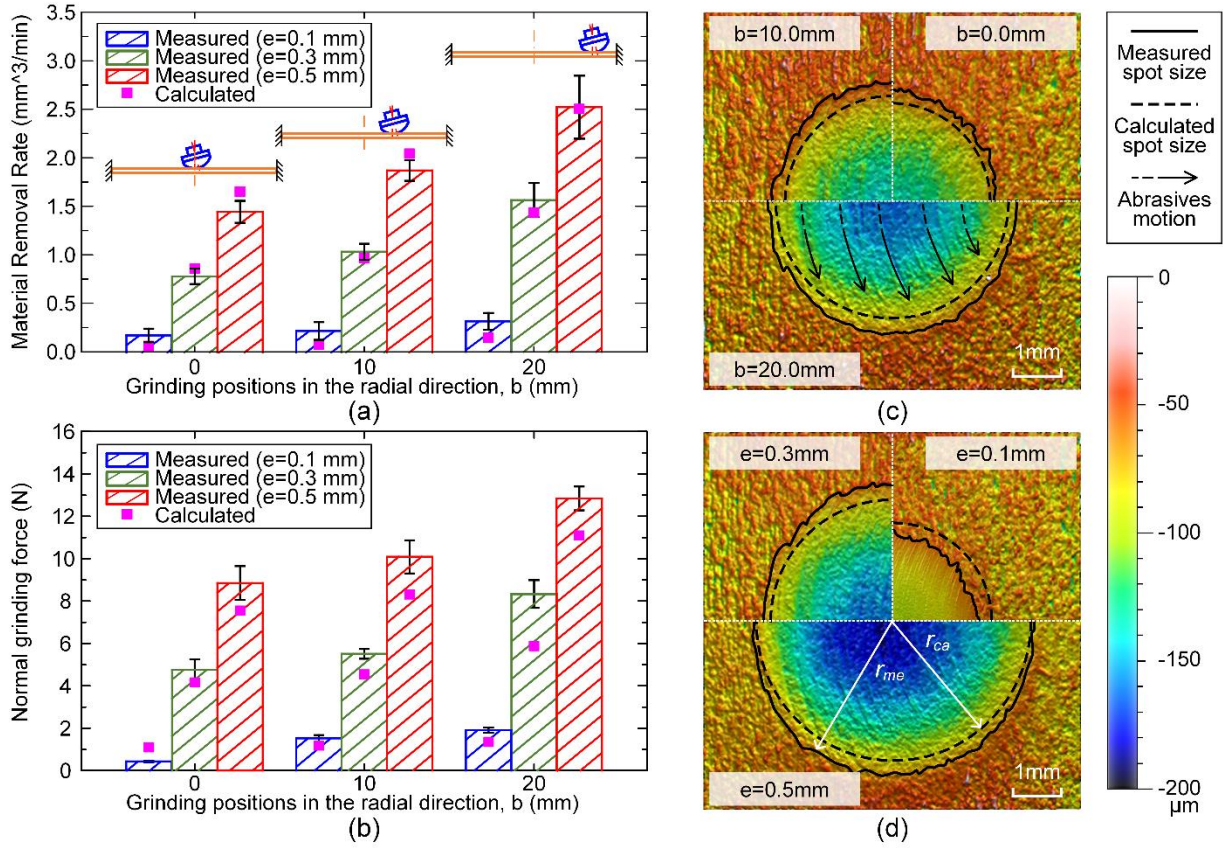 3.5
3.0
2.5
2.0
1.5
1.0
0.5
0.0
Material Removal Rate (mm^3/min)
Measured (e=0.1 mm)
Measured (e=0.3 mm)
Measured (e=0.5 mm)
Calculated
0 10 20
Grinding positions in the radial direction, b (mm)
(a)
16
14
12
10
8
6
4
2
0
Normal grinding force (N)
Measured (e=0.1 mm)
Measured (e=0.3 mm)
Measured (e=0.5 mm)
Calculated
0 10 20
Grinding positions in the radial direction, b (mm)
(b)
b=10.0mm b=0.0mm
b=20.0mm
1mm
(c)
e=0.3mm e=0.1mm
r_me r_ca
e=0.5mm
1mm
(d)
Measured
spot size
Calculated
spot size
Abrasives
motion
0
-50
-100
-150
-200
μm